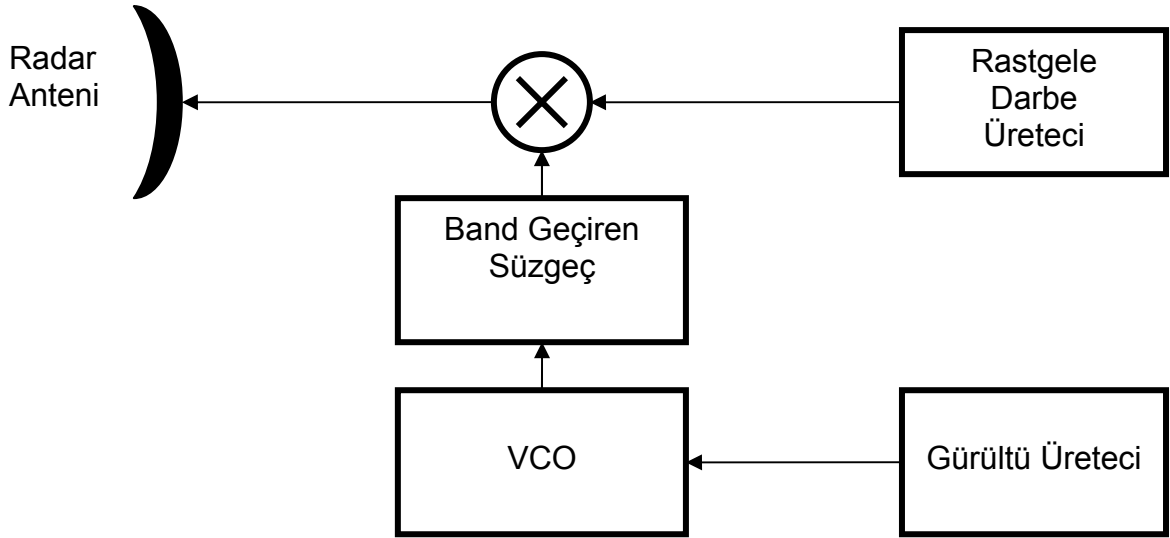 Radar
Anteni
Rastgele
Darbe
Üreteci
Band Geçiren
Süzgeç
VCO
Gürültü Üreteci